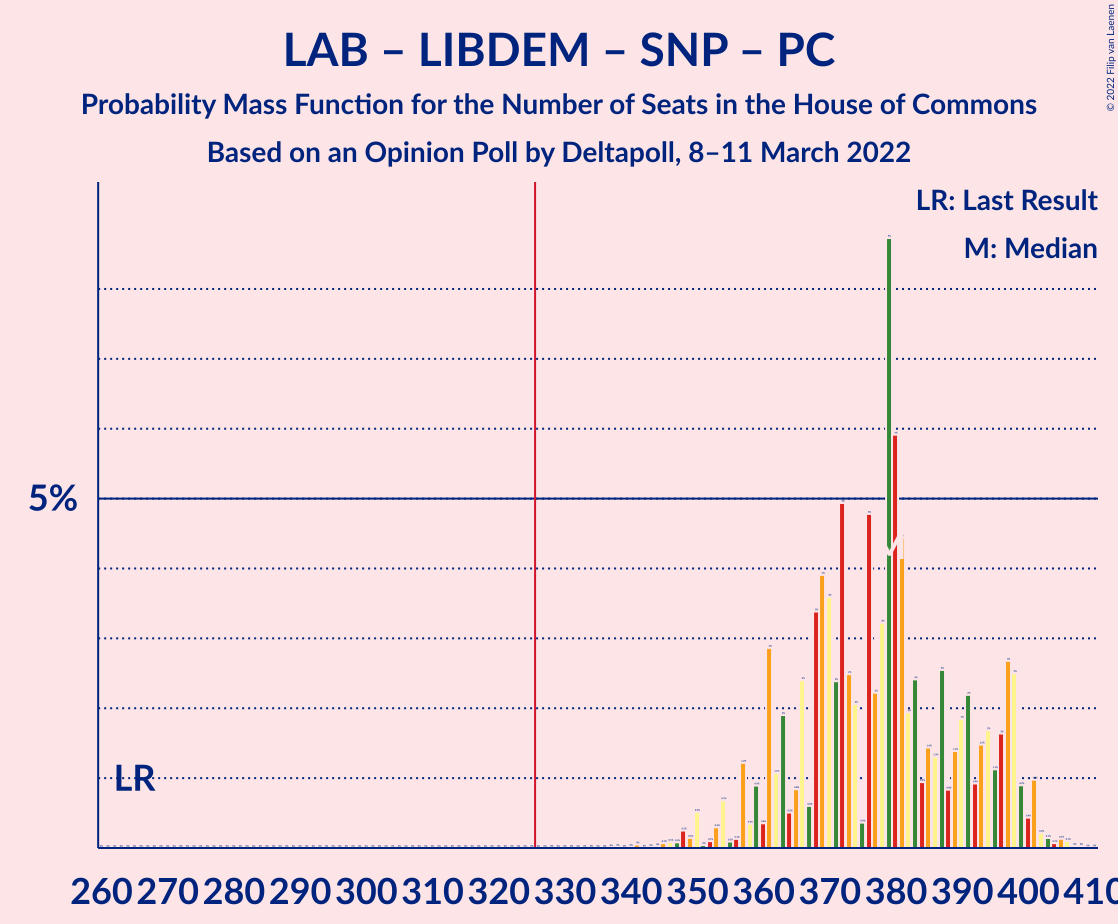 LAB – LIBDEM – SNP – PC
Probability Mass Function for the Number of Seats in the House of Commons
Based on an Opinion Poll by Deltapoll, 8–11 March 2022
© 2022 Filip van Laenen
LR: Last Result
M: Median
5%
M
LR
260 270 280 290 300 310 320 330 340 350 360 370 380 390 400 410